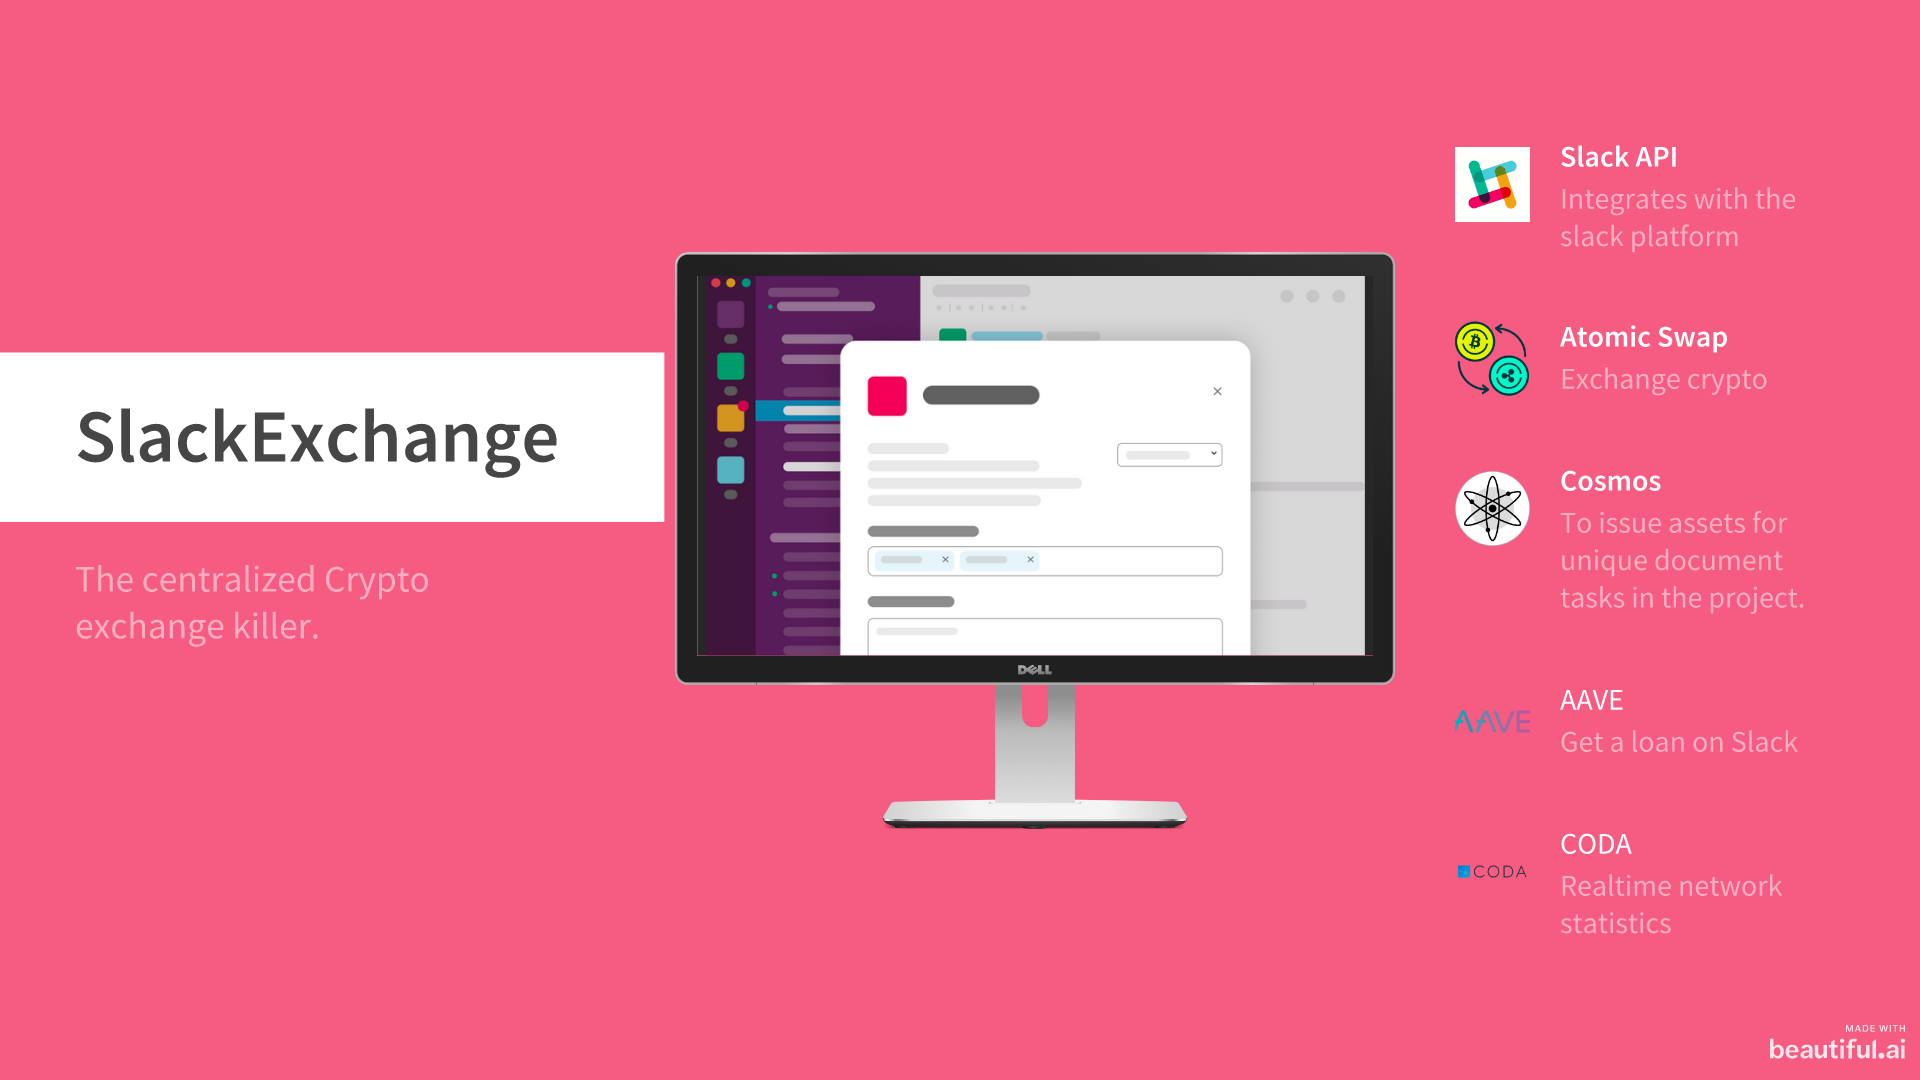 SlackExchange
The centralized Crypto
exchange killer.
DELL
Slack API
Integrates with the
slack platform
Atomic Swap
Exchange crypto
Cosmos
To issue assets for
unique document
tasks in the project.
AAVE
AAVE
Get a loan on Slack
CODA
CODA
Realtime network
statistics
MADE WITH
beautiful.ai